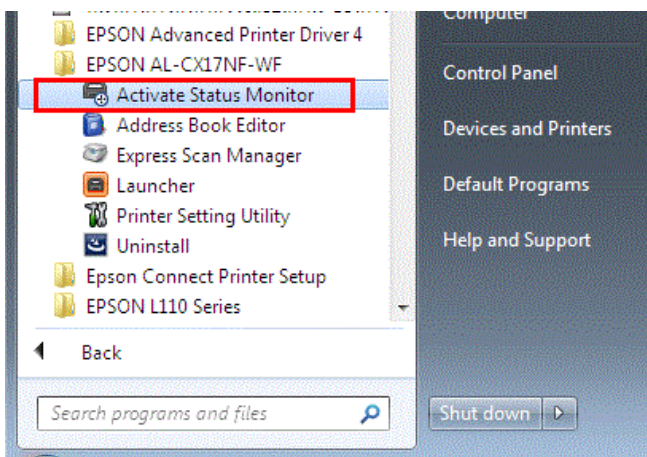 EPSON Advanced Printer Driver 4
EPSON AL-CX17NF-WF
Activate Status Monitor
Address Book Editor
Express Scan Manager
Launcher
Printer Setting Utility
Uninstall
Epson Connect Printer Setup
EPSON L110 Series
Back
Search programs and files
Computer
Control Panel
Devices and Printers
Default Programs
Help and Support
Shut down